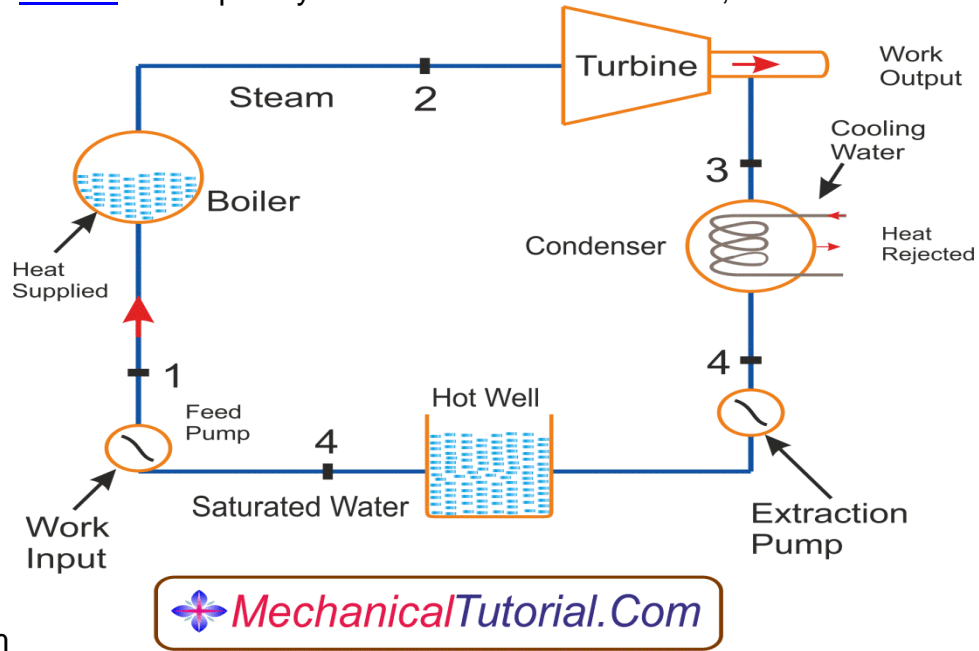 Turbine
Work
Output
Steam
2
Cooling
Water
3
Boiler
Condenser
Heat
Rejected
Heat
Supplied
1
4
Hot Well
Feed
Pump
4
Saturated Water
Work
Input
Extraction
Pump
MechanicalTutorial.Com